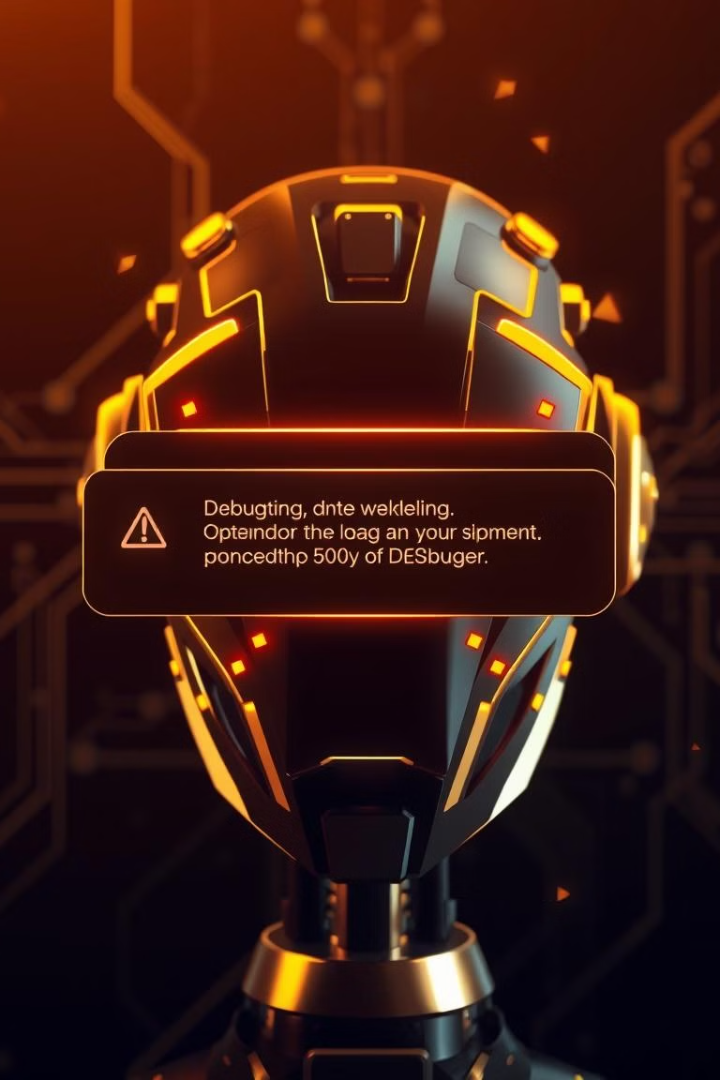 Debugting, dnte wekleling.
Optendor the loag an your sipment.
poncedthp 500y of DESbuger.